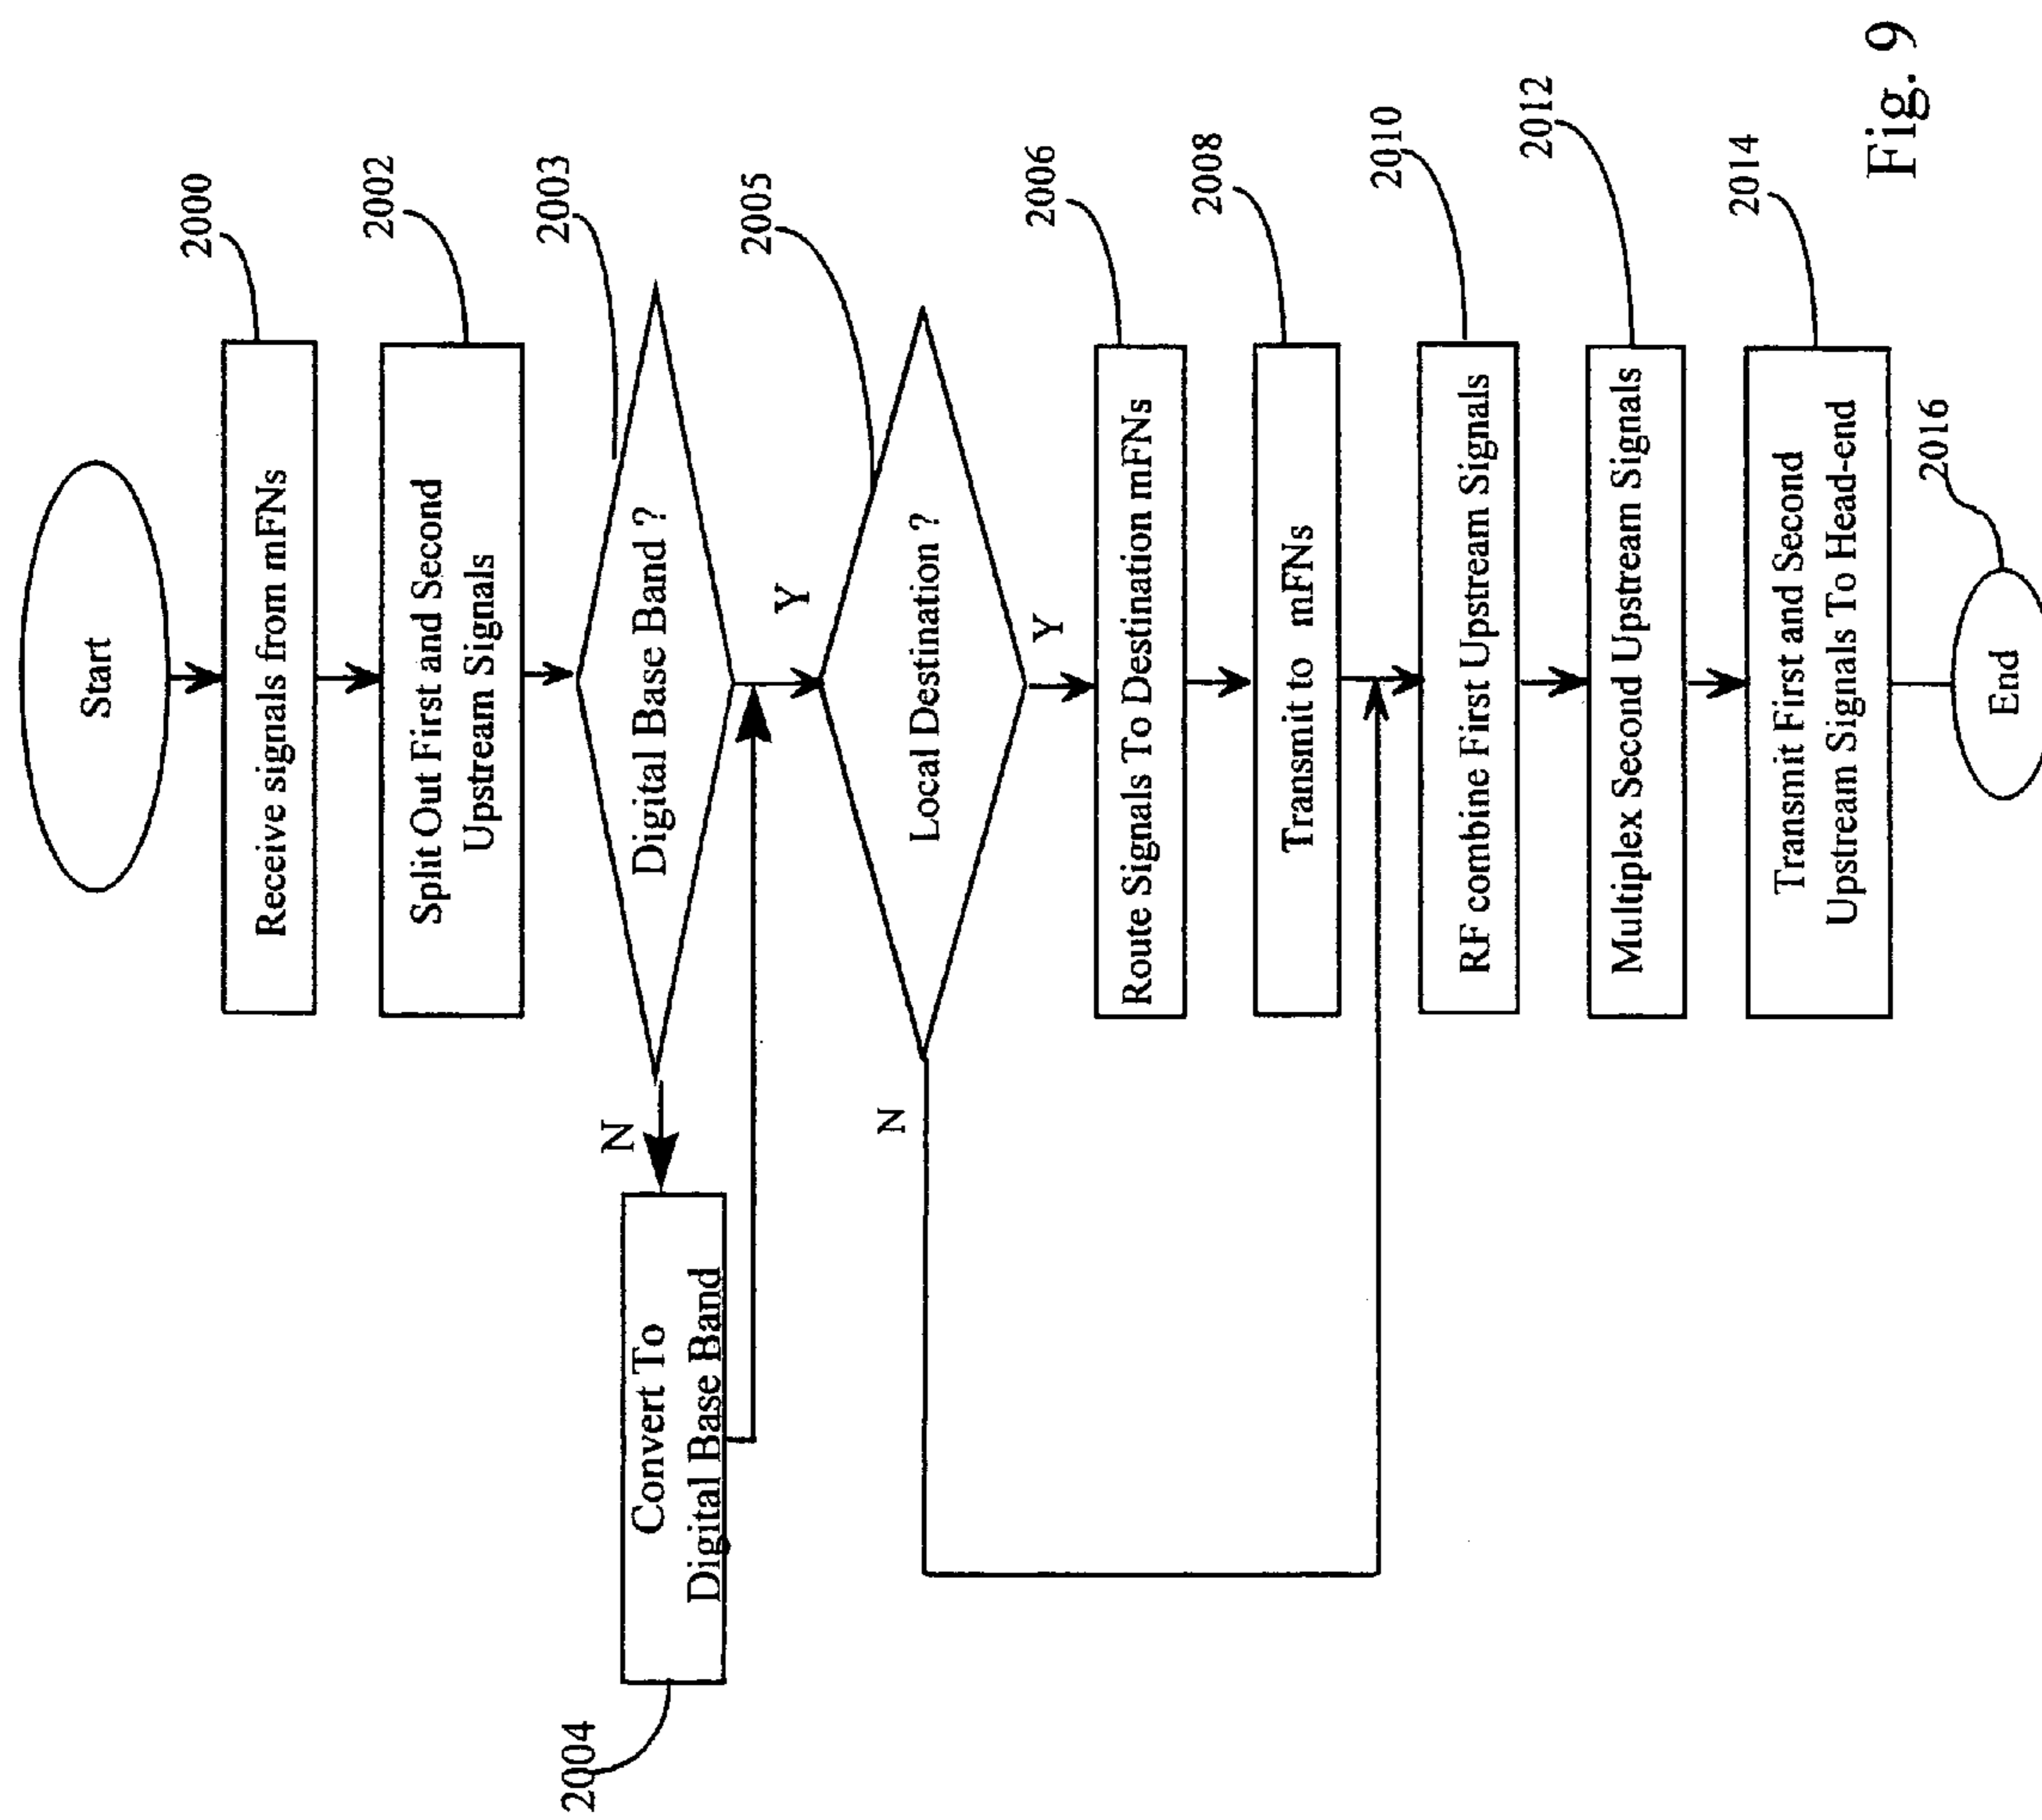 Start
2000
Receive signals from mFNs
2002
Split Out First and Second
Upstream Signals
2003
Digital Base Band ?
N
Y
2004
Convert To
Digital Base Band
2005
Local Destination ?
N
Y
2006
Route Signals To Destination mFNs
2008
Transmit to mFNs
2010
RF combine First Upstream Signals
2012
Multiplex Second Upstream Signals
2014
Transmit First and Second
Upstream Signals To Head-end
2016
End
Fig. 9